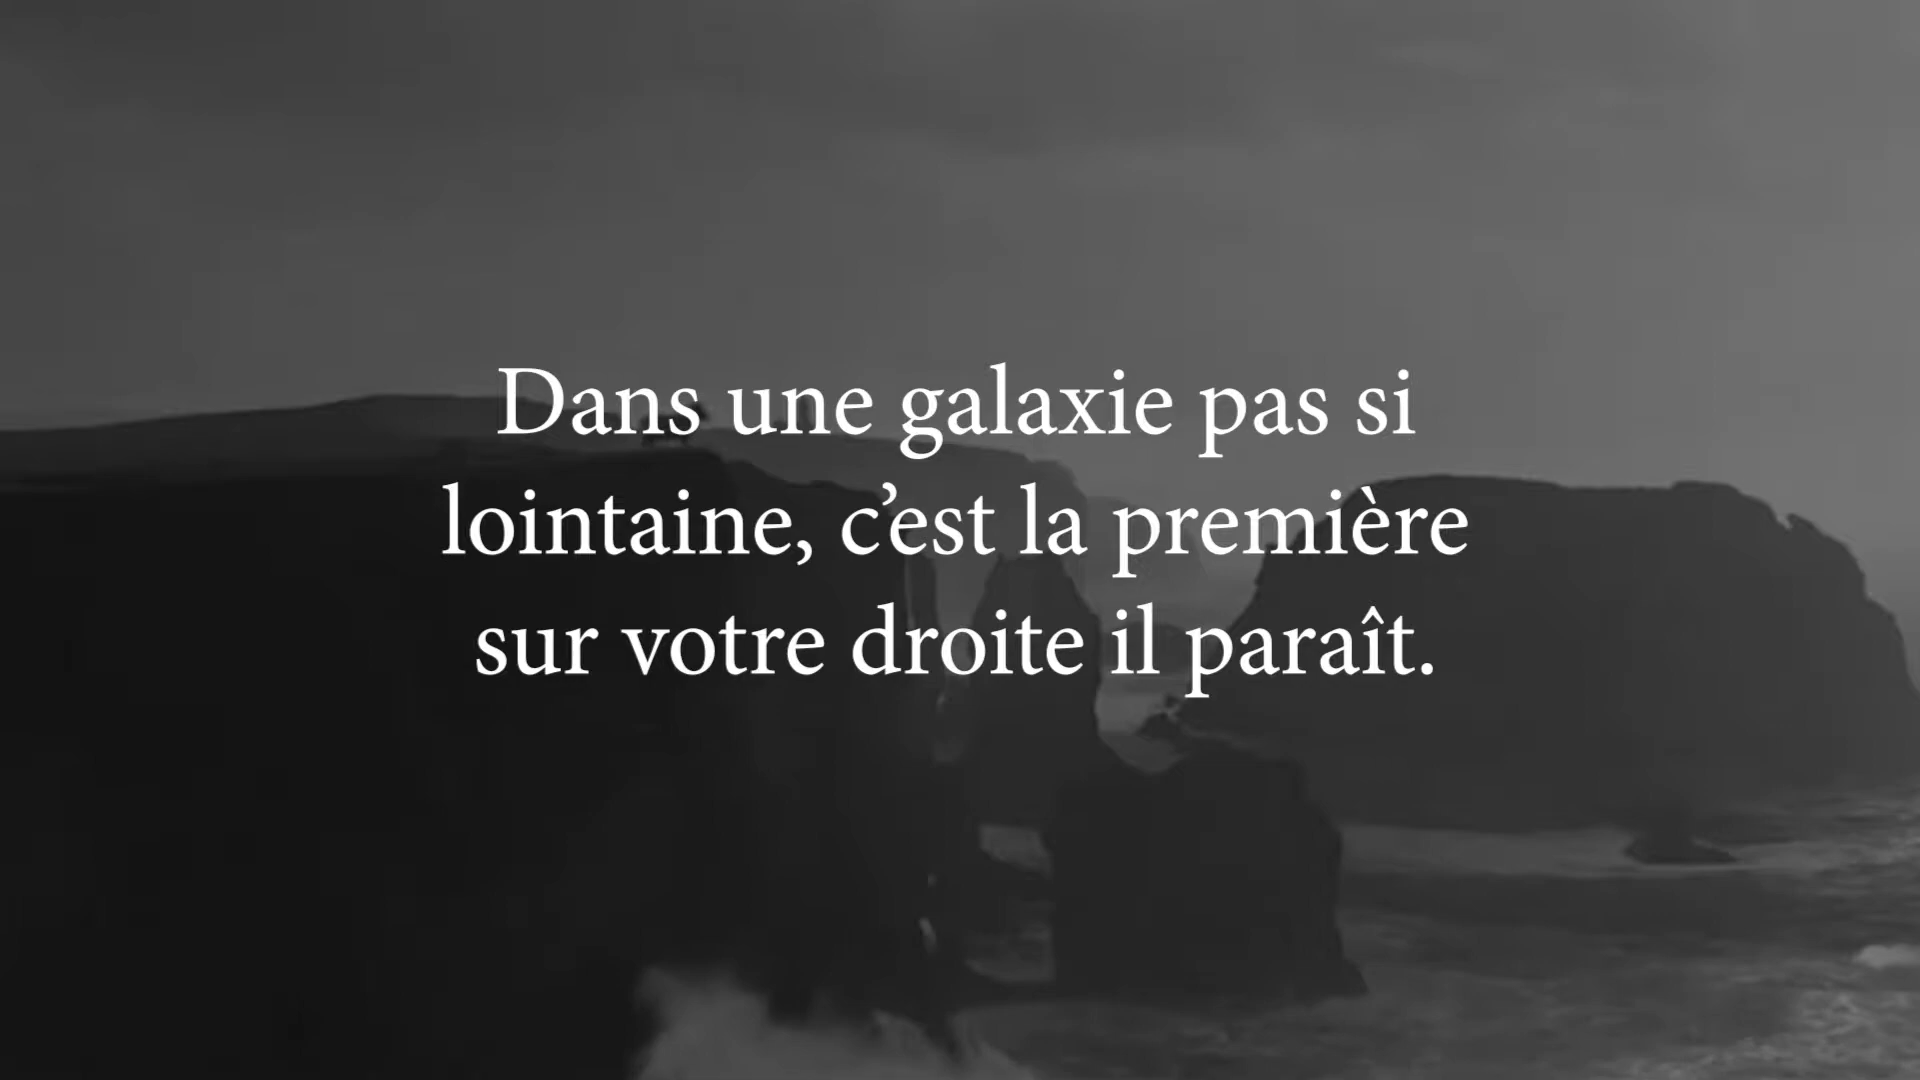 Dans une galaxie pas si
lointaine, c’est la première
sur votre droite il paraît.